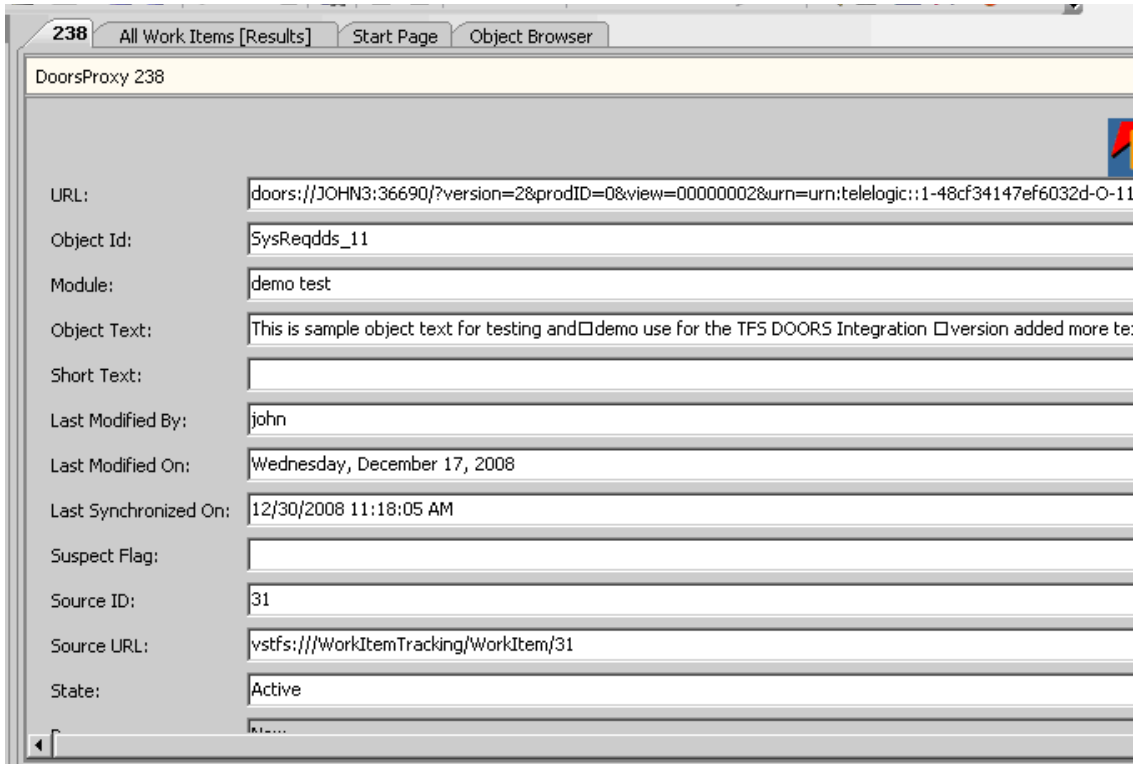 238 All Work Items [Results] Start Page Object Browser
DoorsProxy 238
URL: doors://JOHN3:36690/?version=2&prodID=0&view=00000002&urn=urn:telelogic::1-48cf34147ef6032d-O-11
Object Id: SysReqdds_11
Module: demo test
Object Text: This is sample object text for testing and□demo use for the TFS DOORS Integration □version added more te
Short Text:
Last Modified By: john
Last Modified On: Wednesday, December 17, 2008
Last Synchronized On: 12/30/2008 11:18:05 AM
Suspect Flag:
Source ID: 31
Source URL: vstfs:///WorkItemTracking/WorkItem/31
State: Active